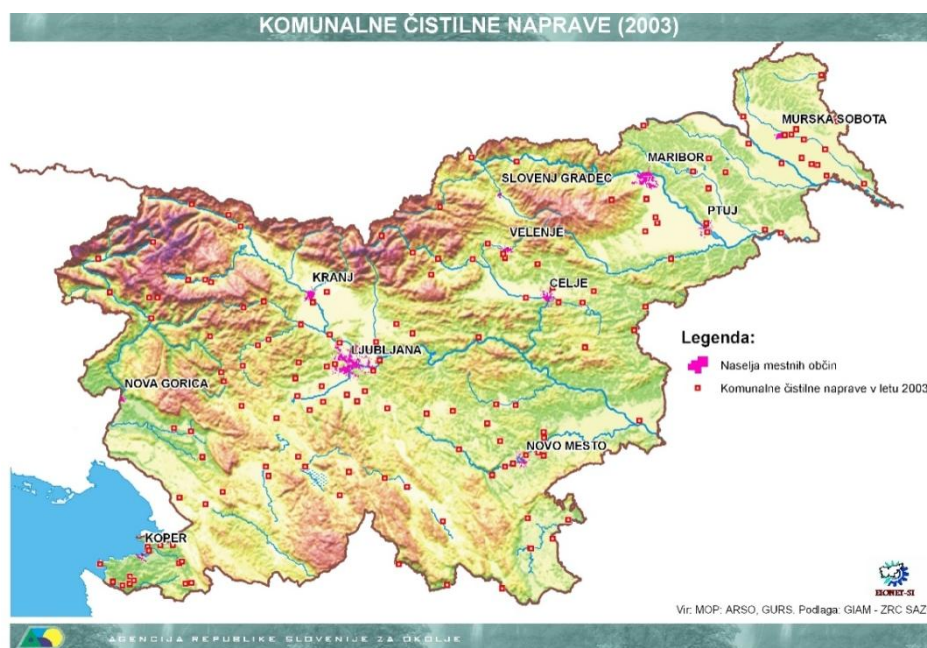 KOMUNALNE ČISTILNE NAPRAVE (2003)
MURSKA SOBOTA
MARIBOR
SLOVENJ GRADEC
PTUJ
VELENJE
KRANJ
CELJE
LJUBLJANA
NOVA GORICA
NOVO MESTO
KOPER
Legenda:
Naselja mestnih občin
Komunalne čistilne naprave v letu 2003
EIONET-SI
Vir: MOP: ARSO, GURS. Podlaga: GIAM - ZRC SAZ
AGENCIJA REPUBLIKE SLOVENIJE ZA OKOLJE